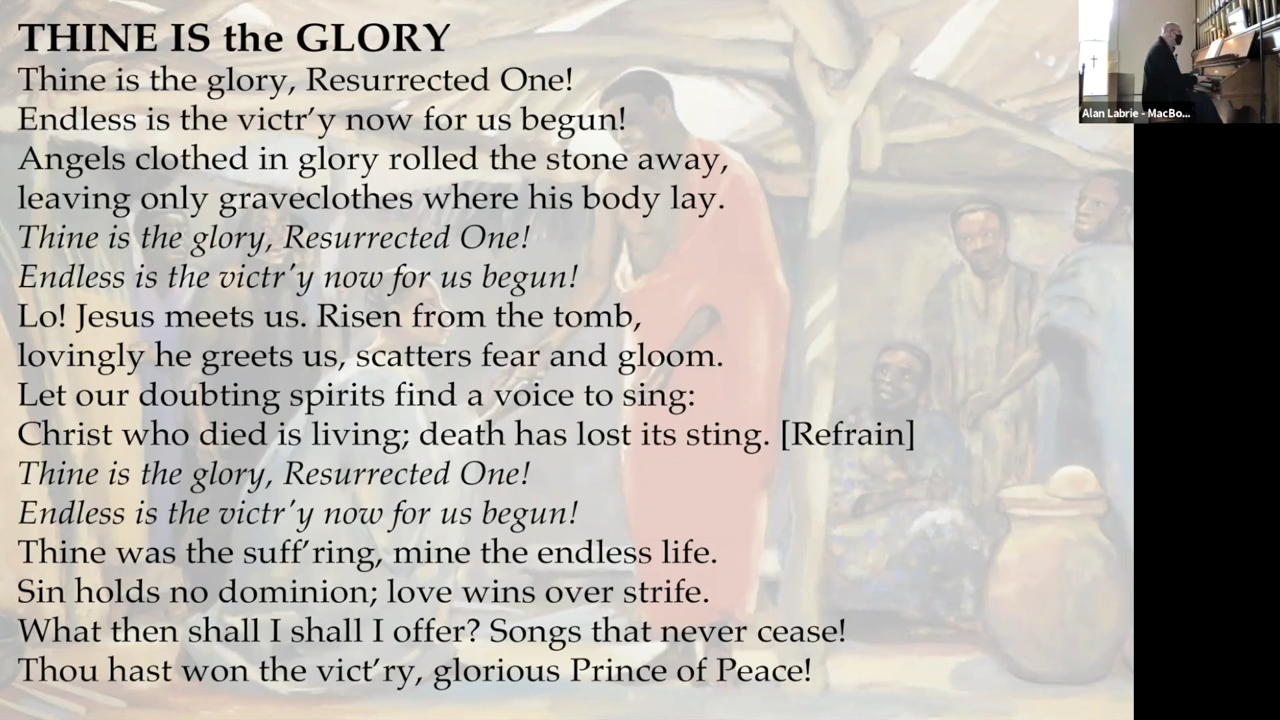 THINE IS the GLORY
Thine is the glory, Resurrected One!
Endless is the victr’y now for us begun!
Angels clothed in glory rolled the stone away,
leaving only graveclothes where his body lay.
Thine is the glory, Resurrected One!
Endless is the victr’y now for us begun!
Lo! Jesus meets us. Risen from the tomb,
lovingly he greets us, scatters fear and gloom.
Let our doubting spirits find a voice to sing:
Christ who died is living; death has lost its sting. [Refrain]
Thine is the glory, Resurrected One!
Endless is the victr’y now for us begun!
Thine was the suff’ring, mine the endless life.
Sin holds no dominion; love wins over strife.
What then shall I shall I offer? Songs that never cease!
Thou hast won the vict’ry, glorious Prince of Peace!
Alan Labrie - MacBo...